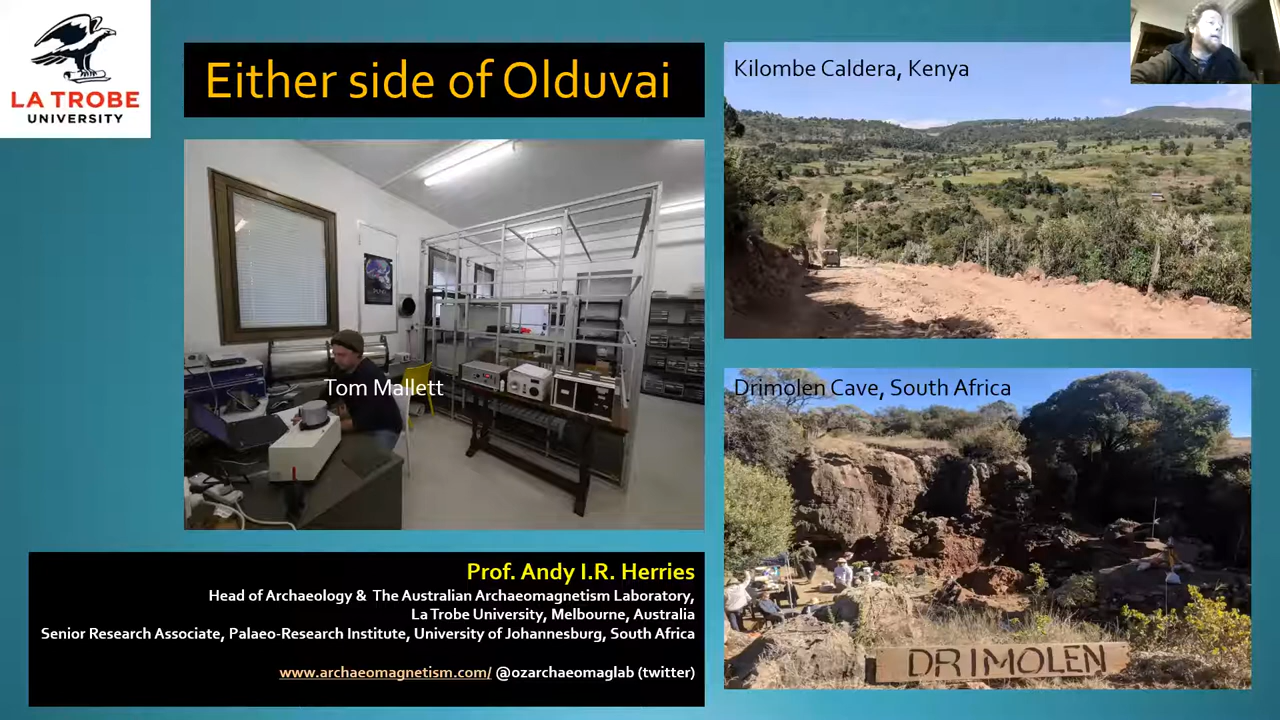 LA TROBE
UNIVERSITY
Either side of Olduvai
Tom Mallett
Kilombe Caldera, Kenya
Drimolen Cave, South Africa
DRIMOLEN
Prof. Andy I.R. Herries
Head of Archaeology & The Australian Archaeomagnetism Laboratory,
La Trobe University, Melbourne, Australia
Senior Research Associate, Palaeo-Research Institute, University of Johannesburg, South Africa
www.archaeomagnetism.com/ @ozarchaeomaglab (twitter)